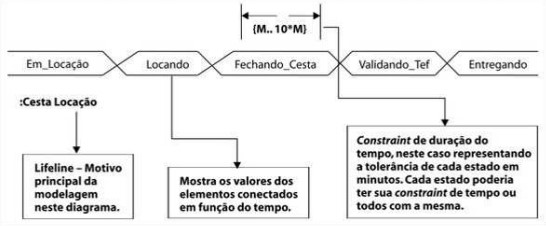 {M.. 10*M}
Em_Locação
Locando
Fechando_Cesta
Validando_Tef
Entregando
:Cesta Locação
Lifeline – Motivo
principal da
modelagem
neste diagrama.
Mostra os valores dos
elementos conectados
em função do tempo.
Constraint de duração do
tempo, neste caso representando
a tolerância de cada estado em
minutos. Cada estado poderia
ter sua constraint de tempo ou
todos com a mesma.